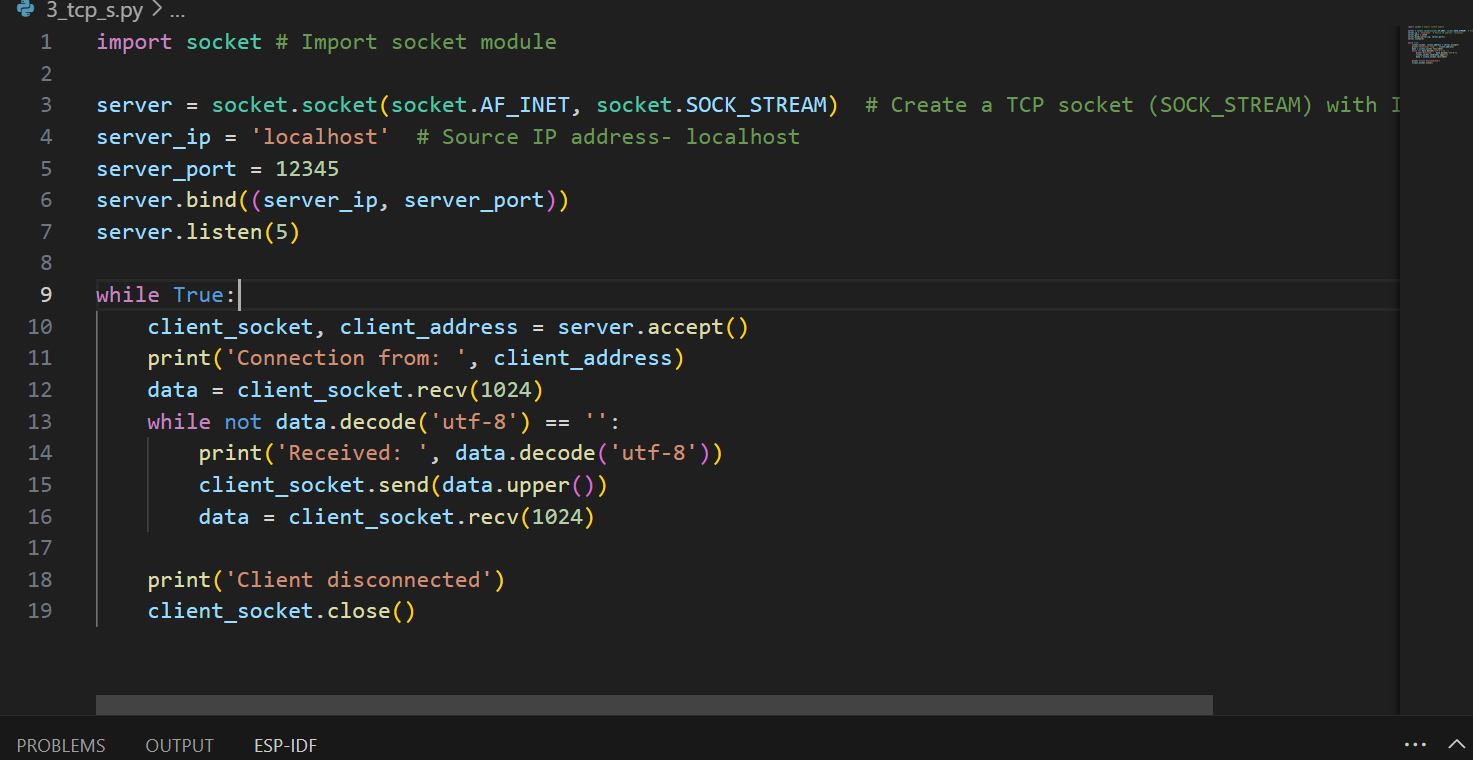 3_tcp_s.py > ...
1 import socket # Import socket module
2
3 server = socket.socket(socket.AF_INET, socket.SOCK_STREAM)  # Create a TCP socket (SOCK_STREAM) with I
4 server_ip = 'localhost'  # Source IP address- localhost
5 server_port = 12345
6 server.bind((server_ip, server_port))
7 server.listen(5)
8
9 while True:
10     client_socket, client_address = server.accept()
11     print('Connection from: ', client_address)
12     data = client_socket.recv(1024)
13     while not data.decode('utf-8') == '':
14         print('Received: ', data.decode('utf-8'))
15         client_socket.send(data.upper())
16         data = client_socket.recv(1024)
17
18     print('Client disconnected')
19     client_socket.close()
PROBLEMS OUTPUT ESP-IDF ...